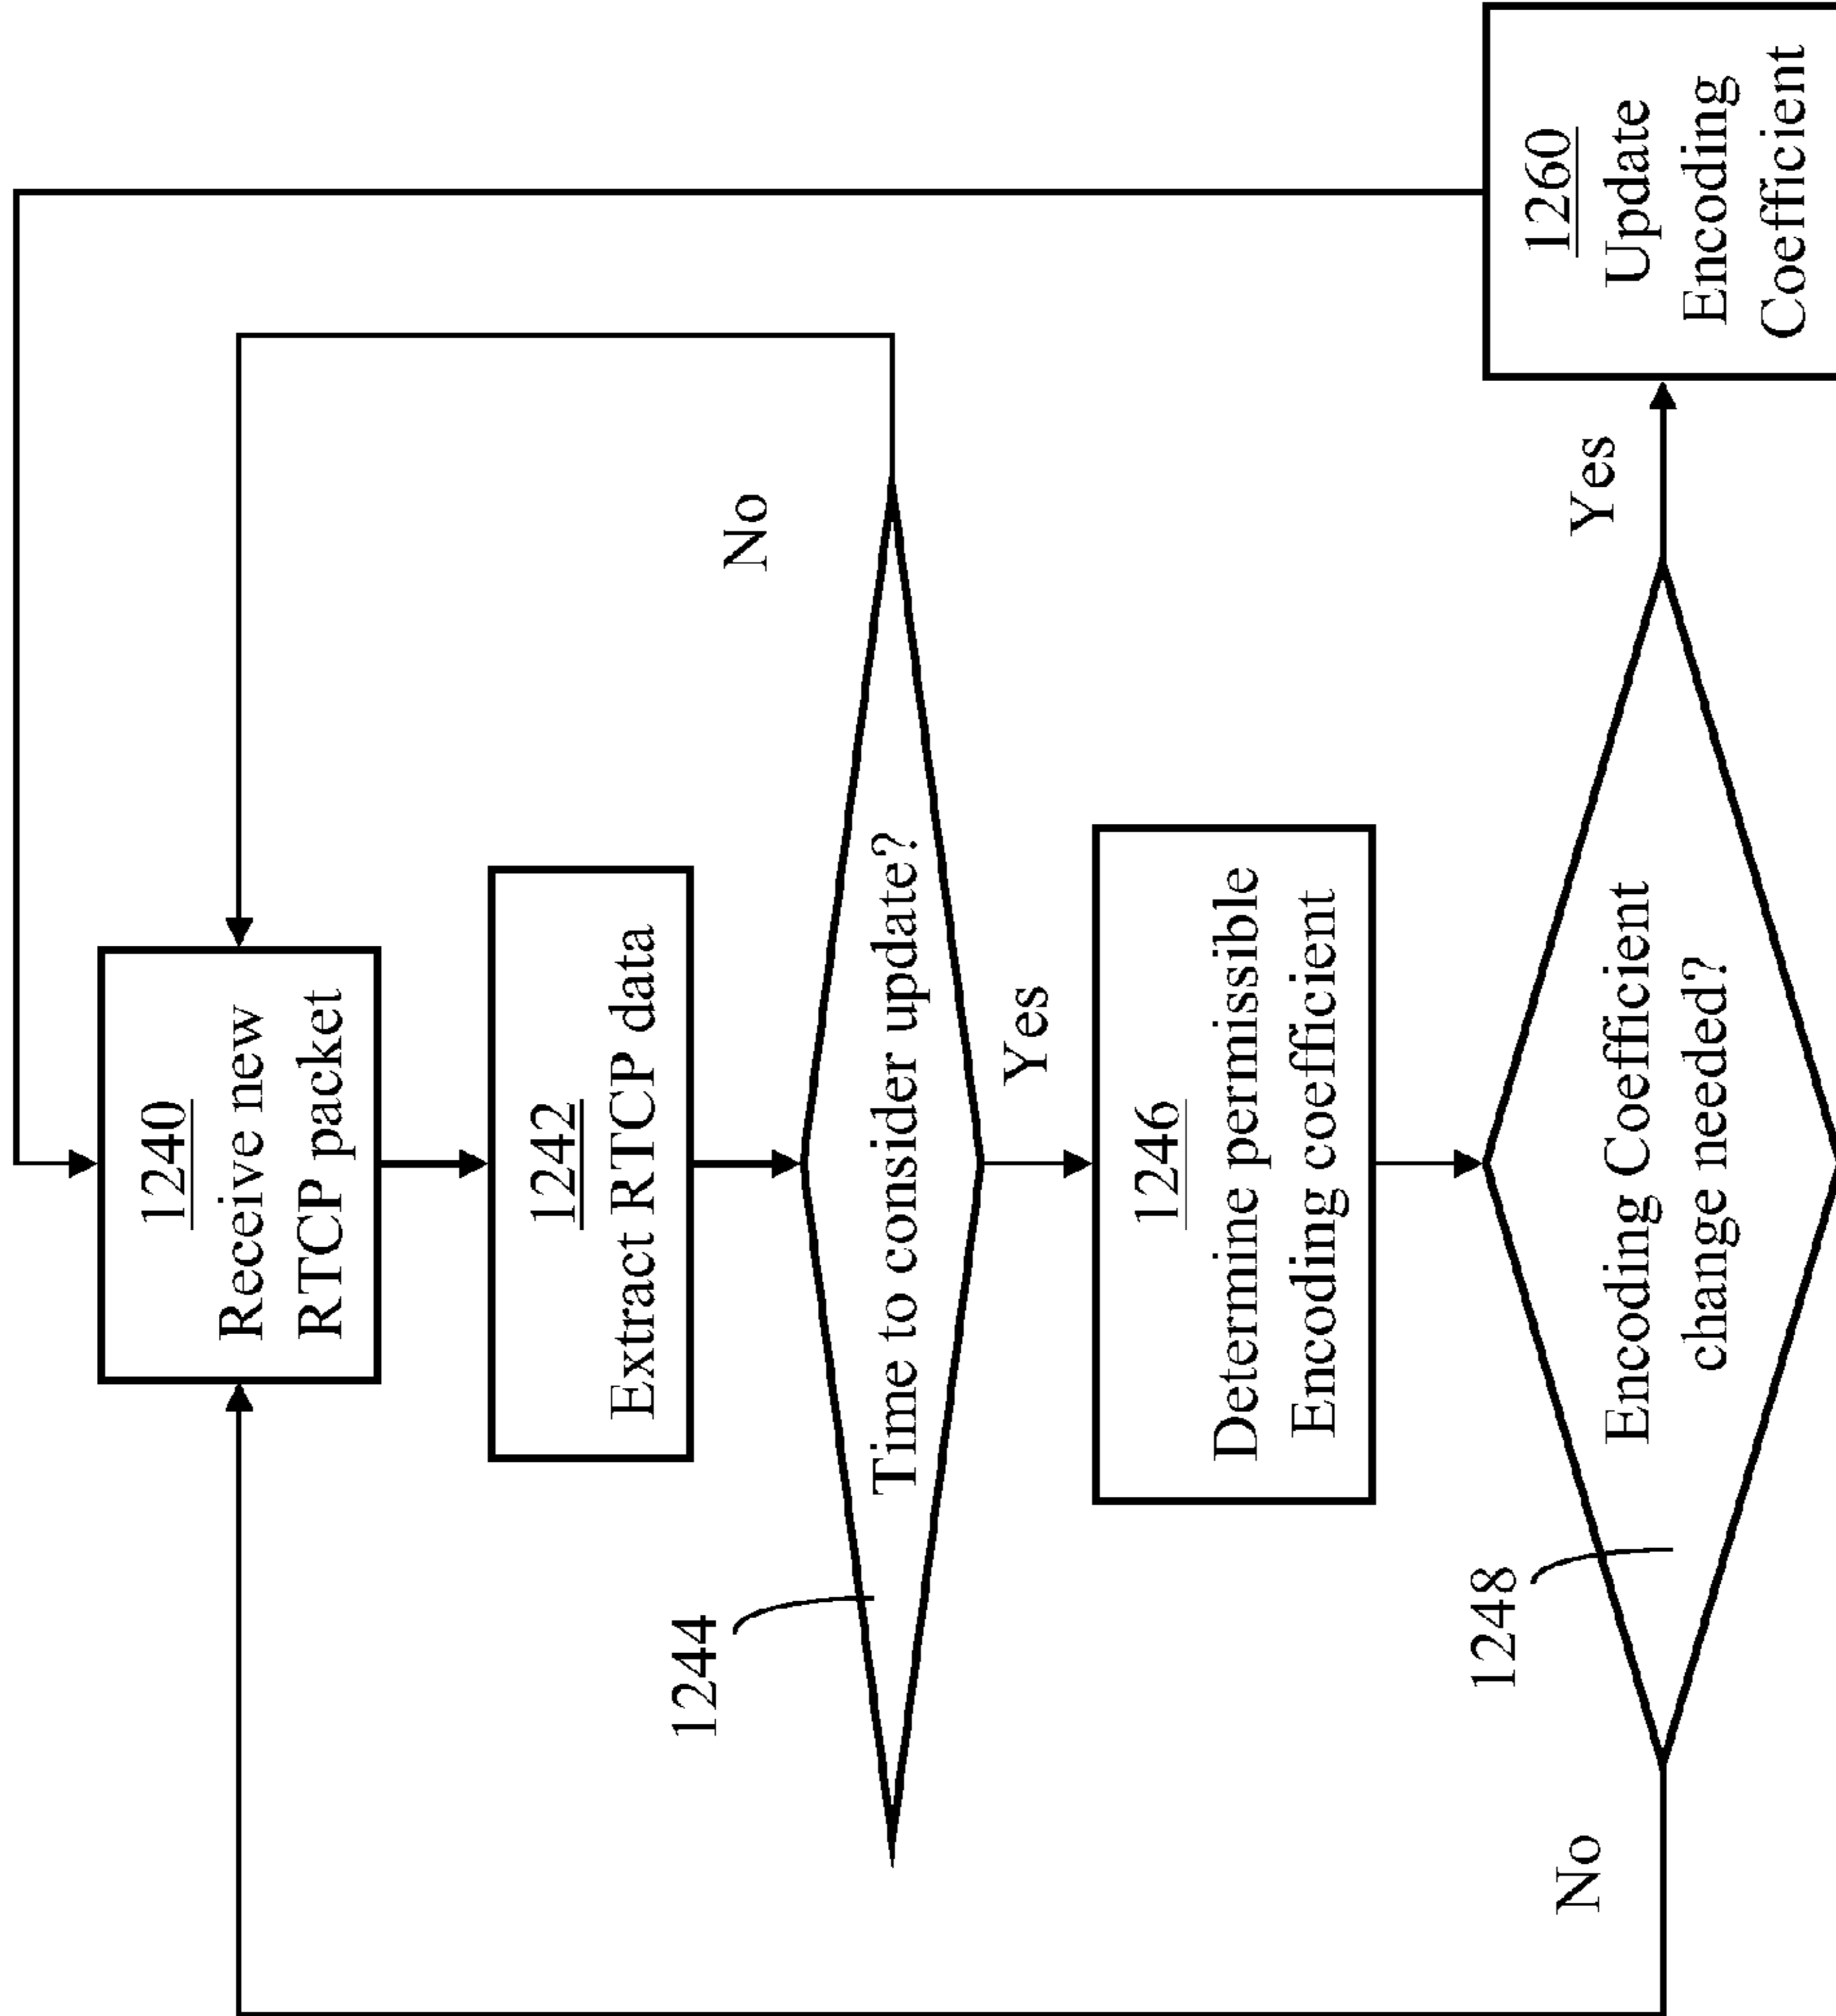 1240
Receive new
RTCP packet
1242
Extract RTCP data
1244
Time to consider update?
No
Yes
1246
Determine permissible
Encoding coefficient
1248
Encoding Coefficient
change needed?
No
Yes
1260
Update
Encoding
Coefficient